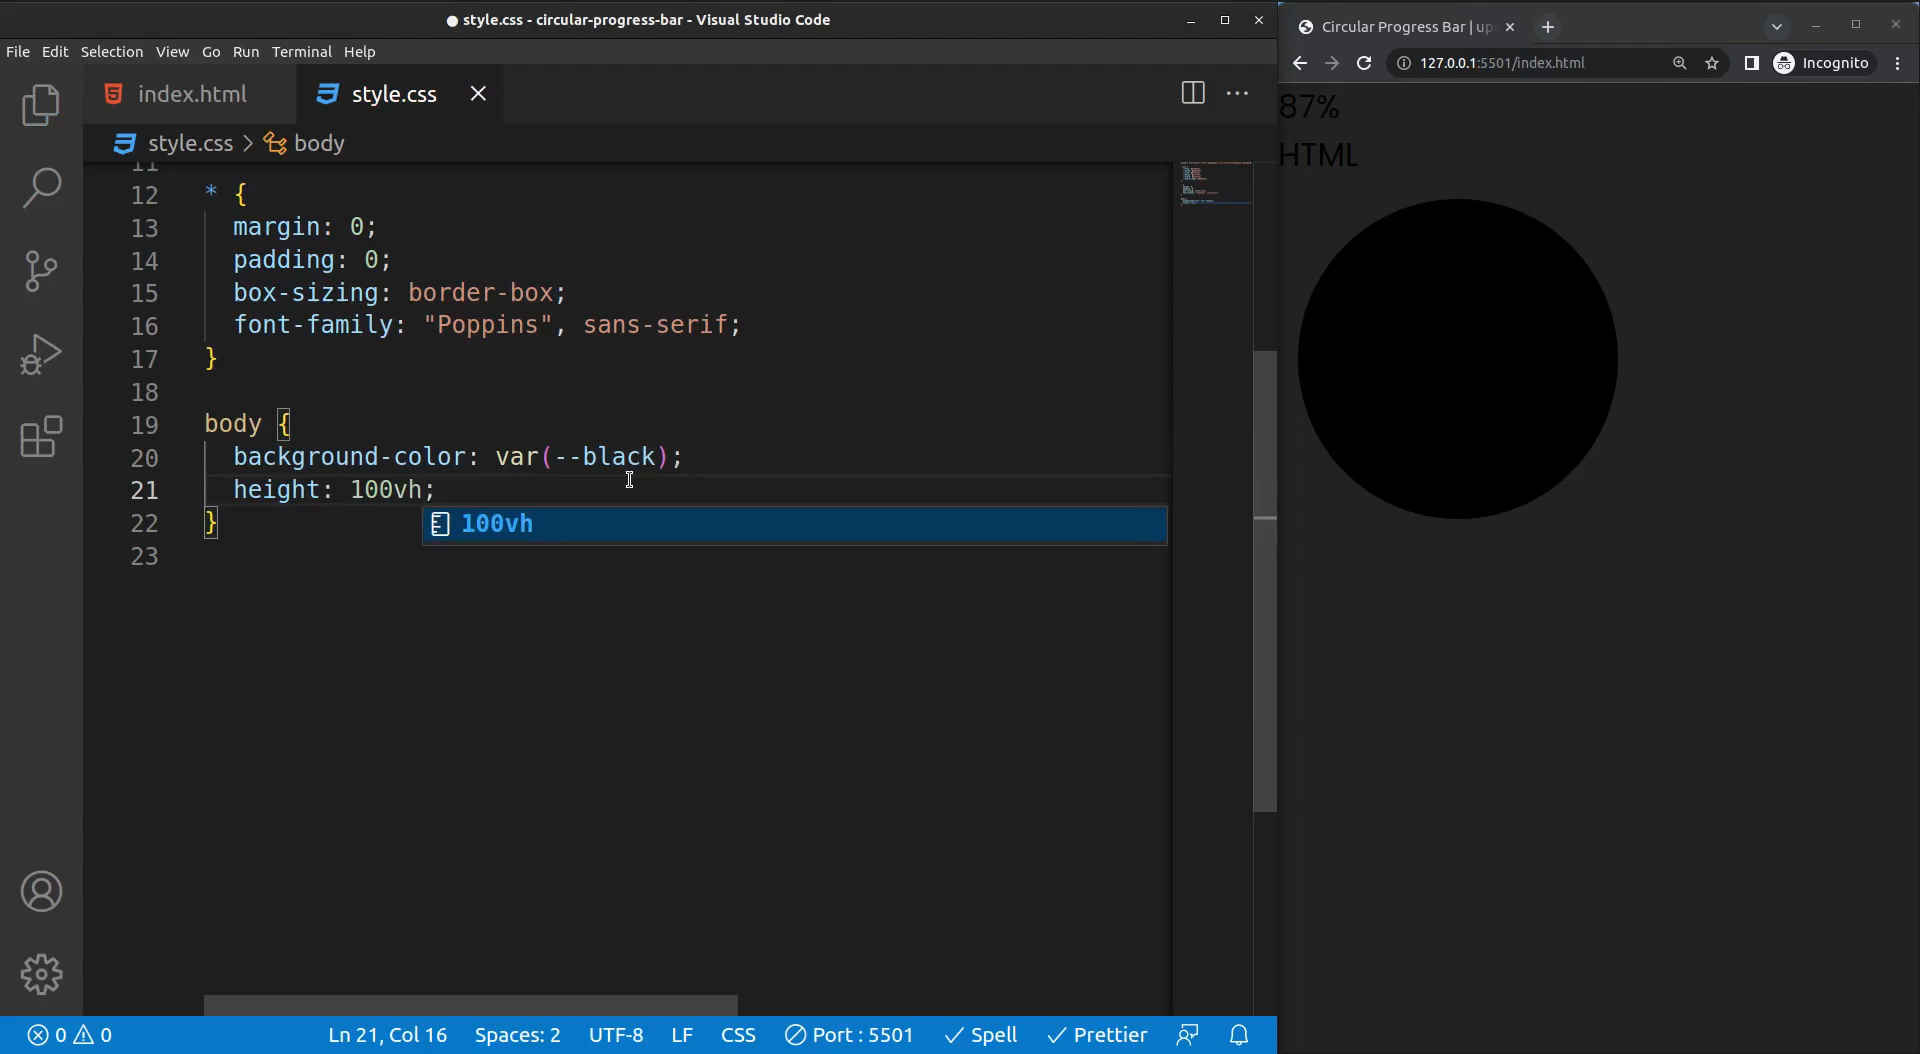 ● style.css - circular-progress-bar - Visual Studio Code
File Edit Selection View Go Run Terminal Help
index.html
style.css
style.css > body
11
12 * {
13 margin: 0;
14 padding: 0;
15 box-sizing: border-box;
16 font-family: "Poppins", sans-serif;
17 }
18
19 body {
20 background-color: var(--black);
21 height: 100vh;
22 }
100vh
23
0 0
Ln 21, Col 16
Spaces: 2
UTF-8
LF
CSS
Port : 5501
Spell
Prettier
Circular Progress Bar | up
127.0.0.1:5501/index.html
Incognito
87%
HTML